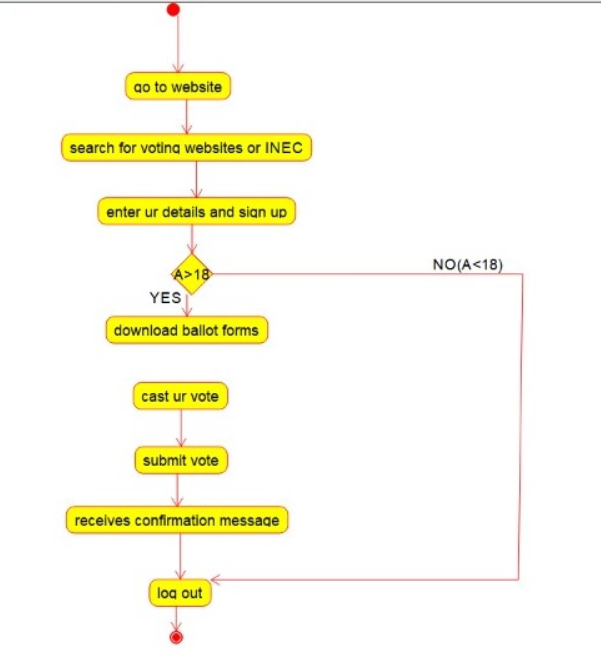 go to website
search for voting websites or INEC
enter ur details and sign up
A>18
NO(A<18)
YES
download ballot forms
cast ur vote
submit vote
receives confirmation message
log out